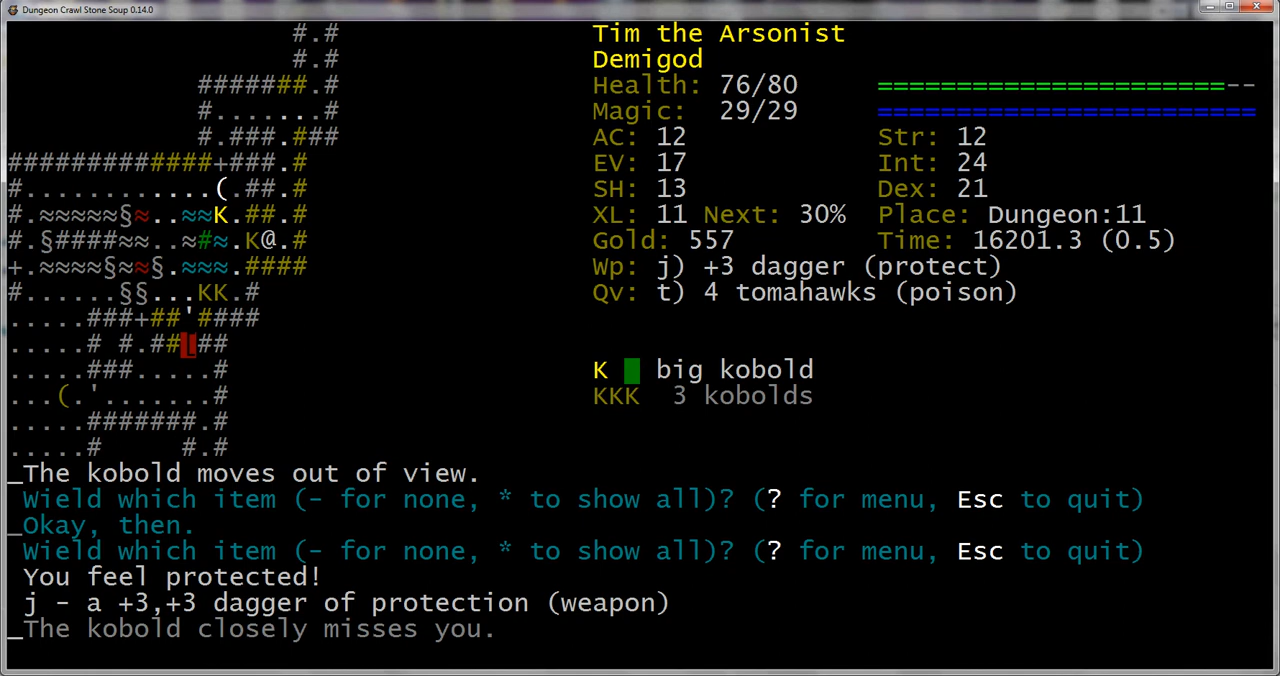 Dungeon Crawl Stone Soup 0.14.0
Tim the Arsonist
Demigod
Health: 76/80 =====================--
Magic: 29/29 =======================
AC: 12 Str: 12
EV: 17 Int: 24
SH: 13 Dex: 21
XL: 11 Next: 30% Place: Dungeon:11
Gold: 557 Time: 16201.3 (0.5)
Wp: j) +3 dagger (protect)
Qv: t) 4 tomahawks (poison)
K big kobold
KKK 3 kobolds
#.#
#.#
#######.#
#.......#
#.###.###
#############+###.#
#............(.##.#
#.≈≈≈≈≈§≈..≈≈K.##.#
#.§####≈≈..≈#≈.K@.#
+.≈≈≈≈§≈≈§.≈≈≈.####
#......§§...KK.#
.....###+##'####
.....# #.##L##
.....###.....#
...(.'.......#
.....#######.#
.....# #.#
_The kobold moves out of view.
Wield which item (- for none, * to show all)? (? for menu, Esc to quit)
_Okay, then.
Wield which item (- for none, * to show all)? (? for menu, Esc to quit)
You feel protected!
j - a +3,+3 dagger of protection (weapon)
_The kobold closely misses you.